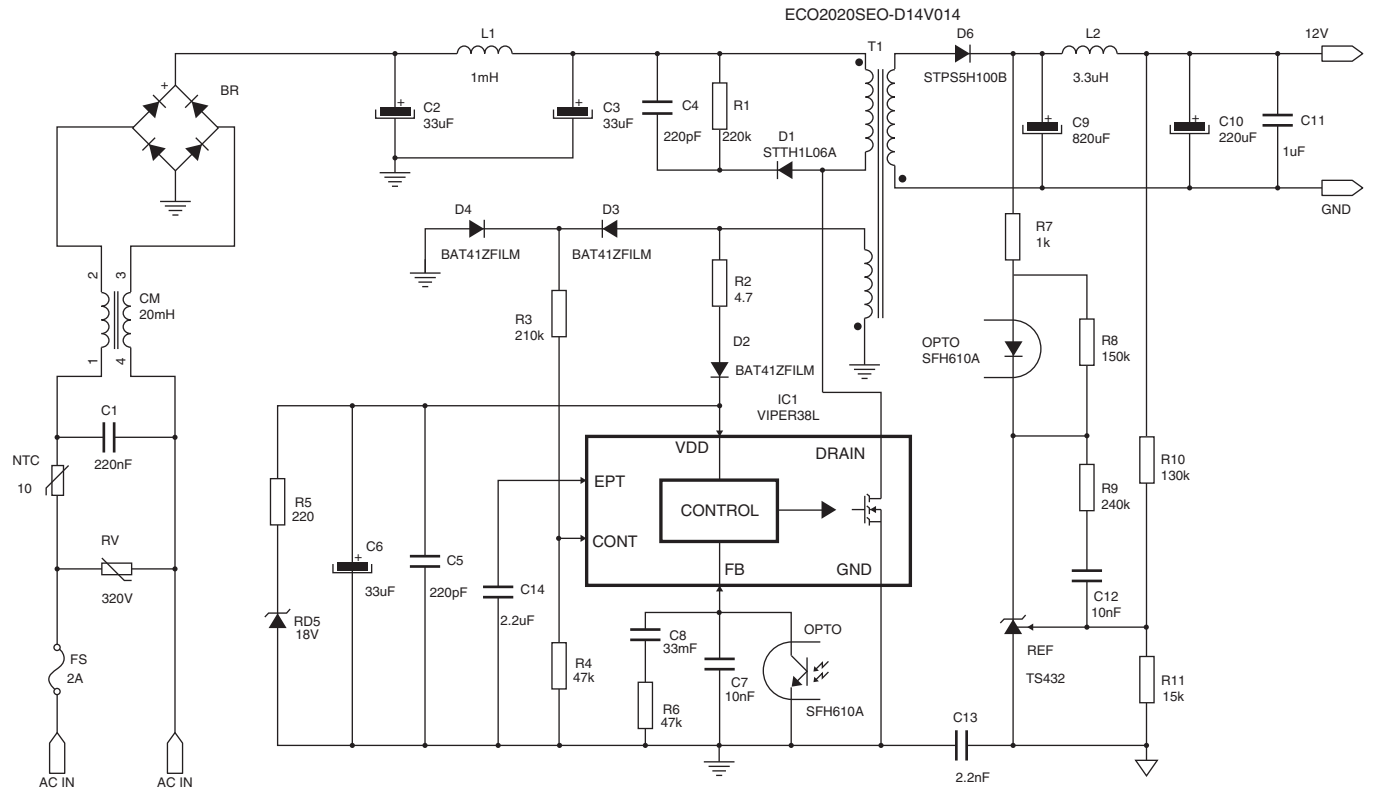 ECO2020SEO-D14V014
L1
1mH
T1
D6
STPS5H100B
L2
3.3uH
12V
+
BR
+
C2
33uF
+
C3
33uF
C4
220pF
R1
220k
D1
STTH1L06A
+
C9
820uF
+
C10
220uF
C11
1uF
GND
D4
BAT41ZFILM
D3
BAT41ZFILM
R2
4.7
R7
1k
2
3
CM
20mH
1
4
R3
210k
D2
BAT41ZFILM
OPTO
SFH610A
R8
150k
IC1
VIPER38L
C1
220nF
NTC
10
VDD
DRAIN
EPT
CONTROL
CONT
FB
GND
R5
220
R10
130k
R9
240k
RV
320V
+
C6
33uF
C5
220pF
C14
2.2uF
C12
10nF
RD5
18V
C8
33mF
OPTO
REF
TS432
FS
2A
R4
47k
C7
10nF
R6
47k
SFH610A
R11
15k
C13
2.2nF
AC IN
AC IN